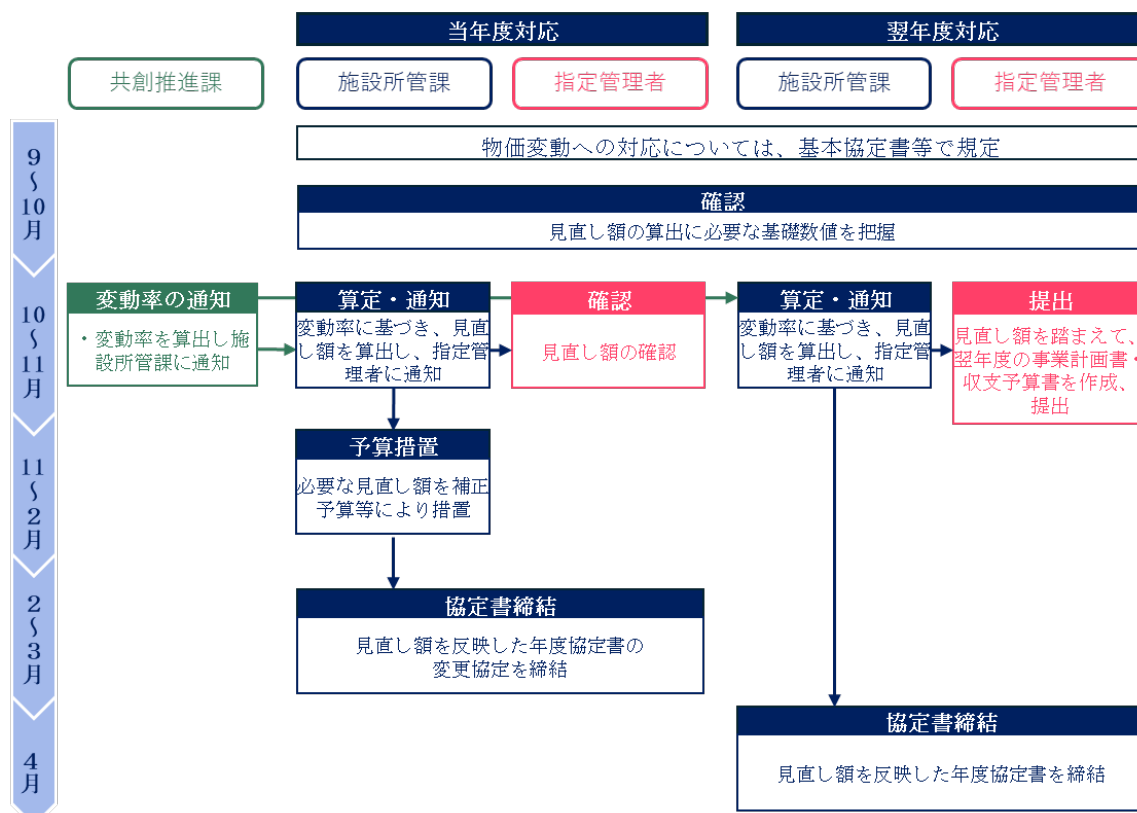 当年度対応
翌年度対応
共創推進課
施設所管課
指定管理者
施設所管課
指定管理者
9〜10月
物価変動への対応については、基本協定書等で規定
確認
見直し額の算出に必要な基礎数値を把握
10〜11月
変動率の通知
・変動率を算出し施
設所管課に通知
算定・通知
変動率に基づき、見直
し額を算出し、指定管
理者に通知
確認
見直し額の確認
算定・通知
変動率に基づき、見直
し額を算出し、指定管
理者に通知
提出
見直し額を踏まえて、
翌年度の事業計画書・
収支予算書を作成、
提出
11〜2月
予算措置
必要な見直し額を補正
予算等により措置
2〜3月
協定書締結
見直し額を反映した年度協定書の
変更協定を締結
4月
協定書締結
見直し額を反映した年度協定書を締結